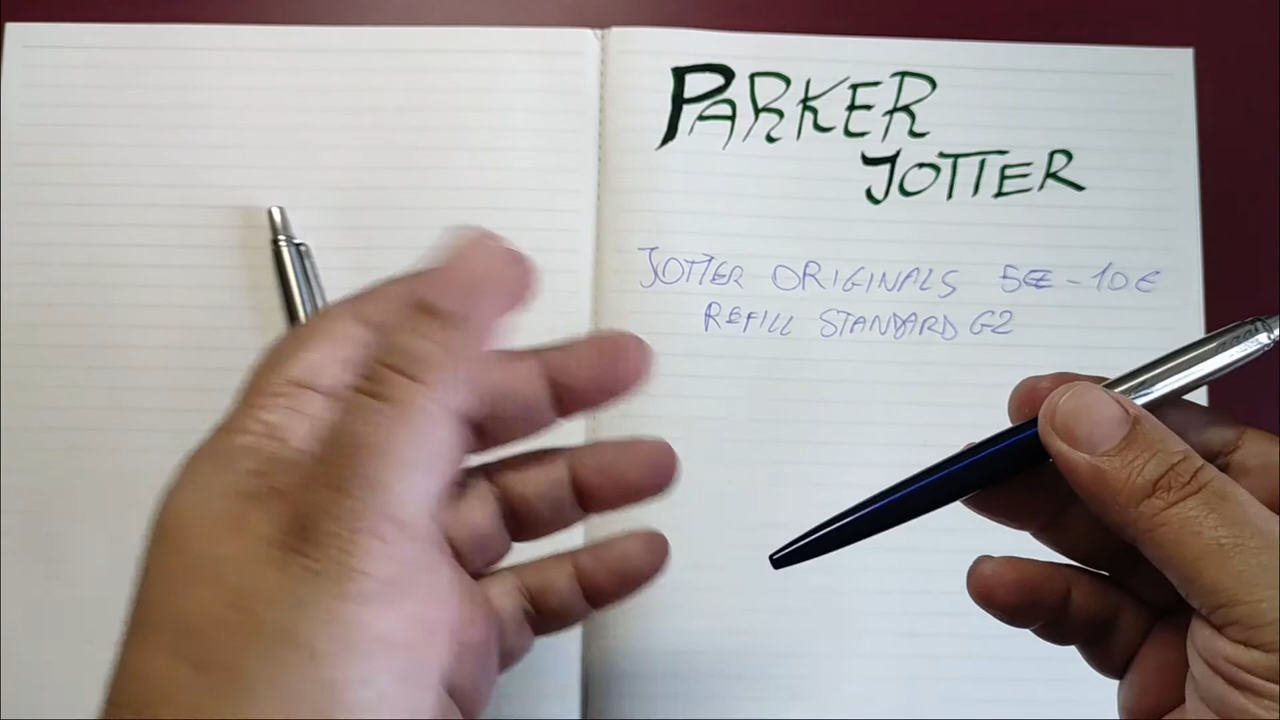 PARKER
JOTTER
JOTTER ORIGINALS 5€ - 10€
REFILL STANDARD G2